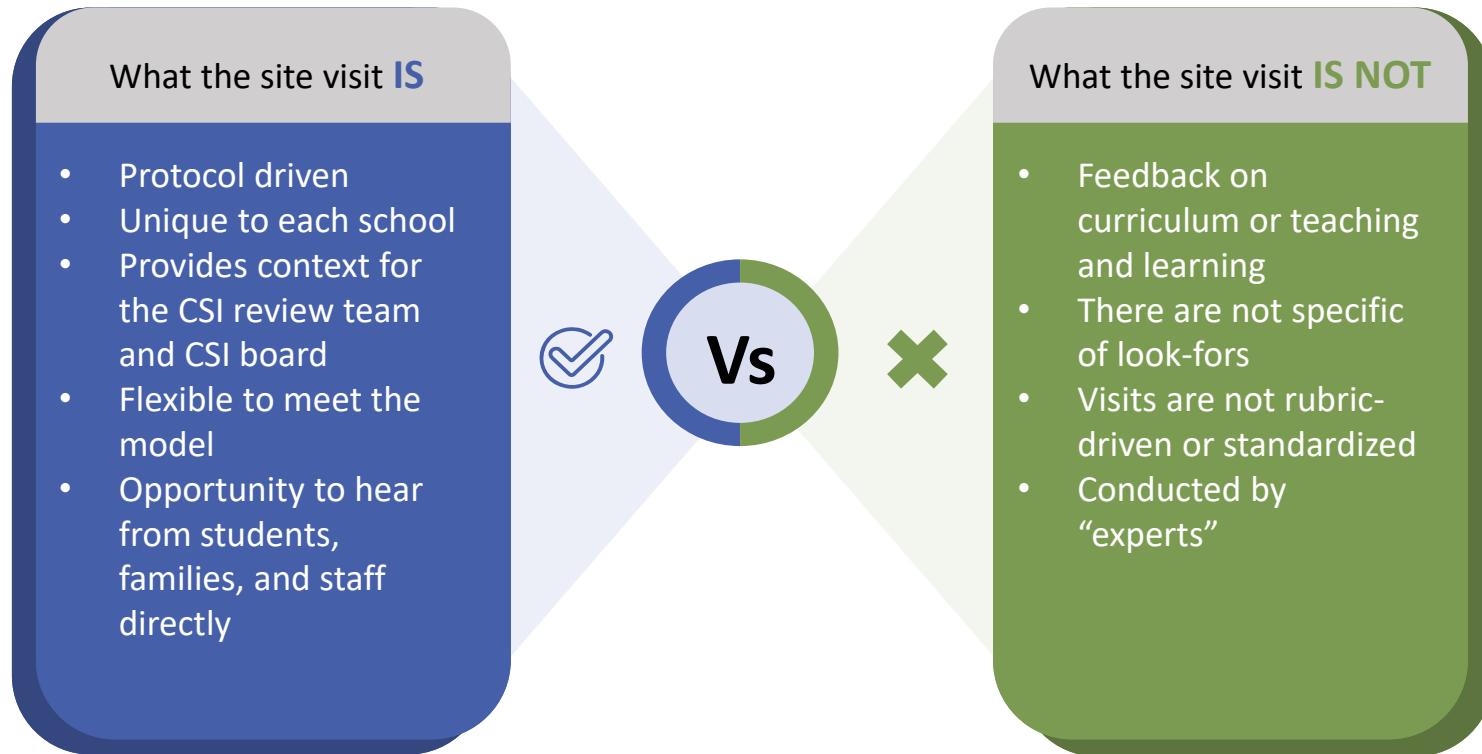 What the site visit IS
• Protocol driven
• Unique to each school
• Provides context for
the CSI review team
and CSI board
• Flexible to meet the
model
• Opportunity to hear
from students,
families, and staff
directly
Vs
What the site visit IS NOT
• Feedback on
curriculum or teaching
and learning
• There are not specific
of look-fors
• Visits are not rubric-
driven or standardized
• Conducted by
“experts”